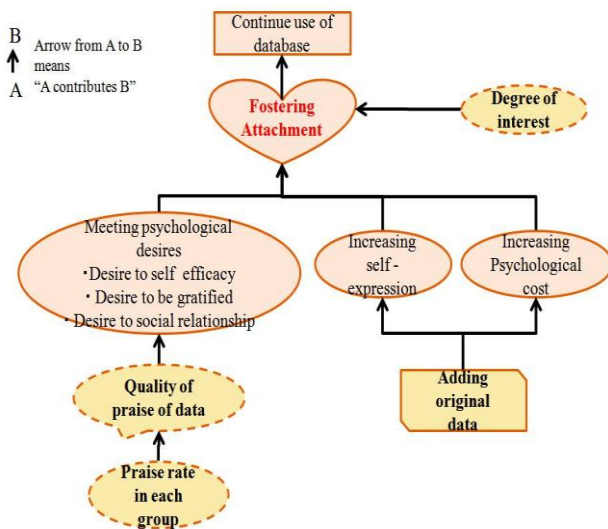 Continue use of
database
B
Arrow from A to B
means
A "A contributes B"
Fostering
Attachment
Degree of
interest
Meeting psychological
desires
・Desire to self efficacy
・Desire to be gratified
・Desire to social relationship
Increasing
self -
expression
Increasing
Psychological
cost
Quality of
praise of data
Adding
original
data
Praise rate
in each
group